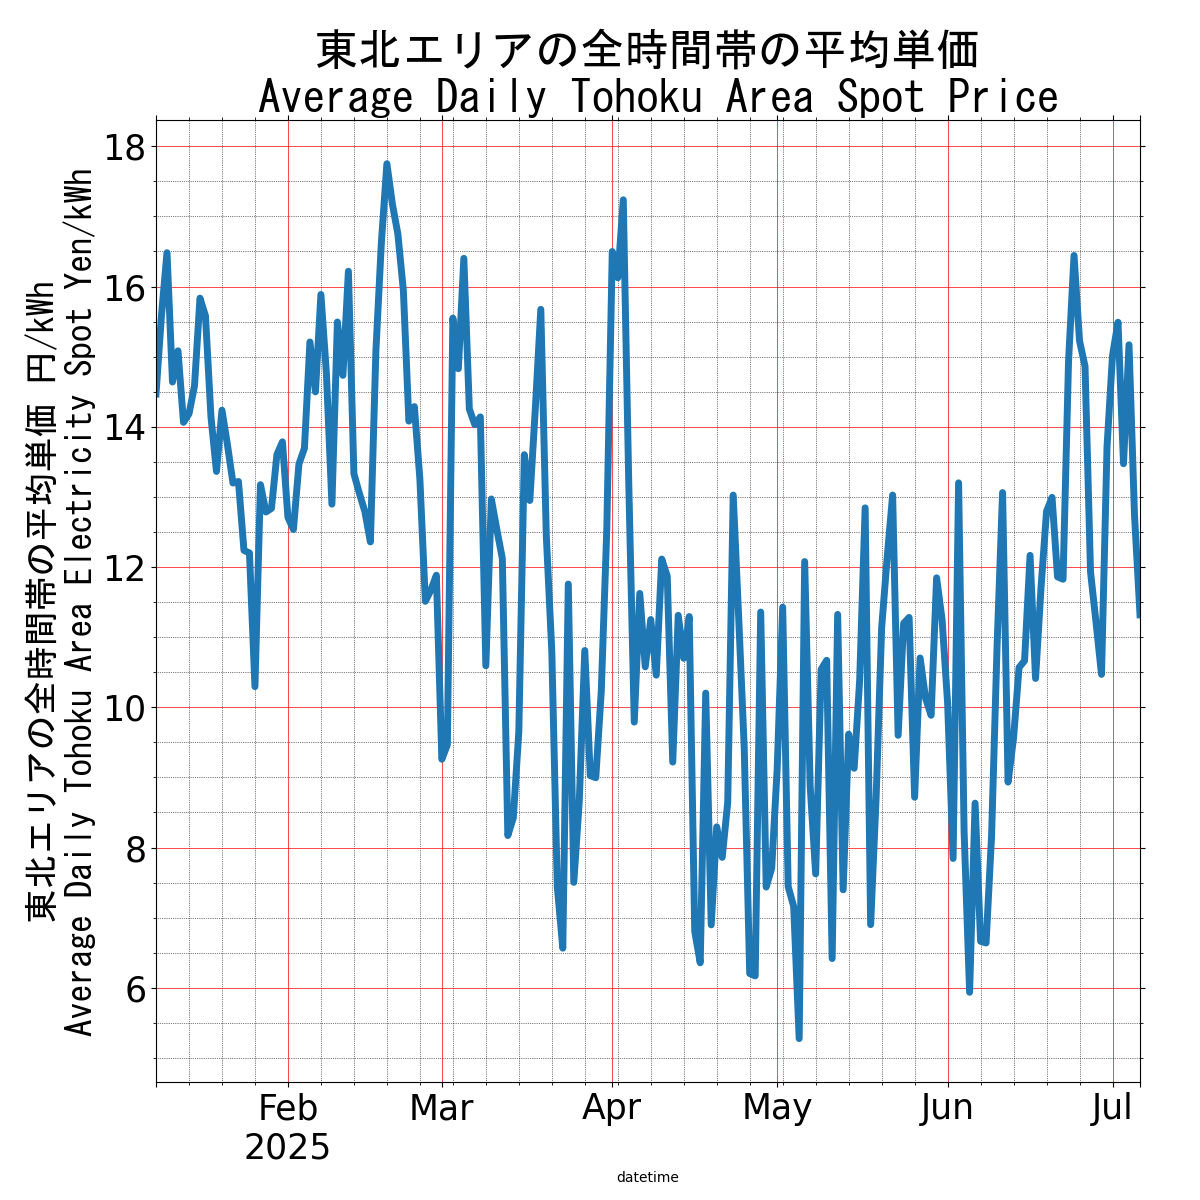 東北エリアの全時間帯の平均単価
Average Daily Tohoku Area Spot Price
東北エリアの全時間帯の平均単価 円/kWh
Average Daily Tohoku Area Electricity Spot Yen/kWh
18
16
14
12
10
8
6
Feb
2025
Mar
Apr
May
Jun
Jul
datetime